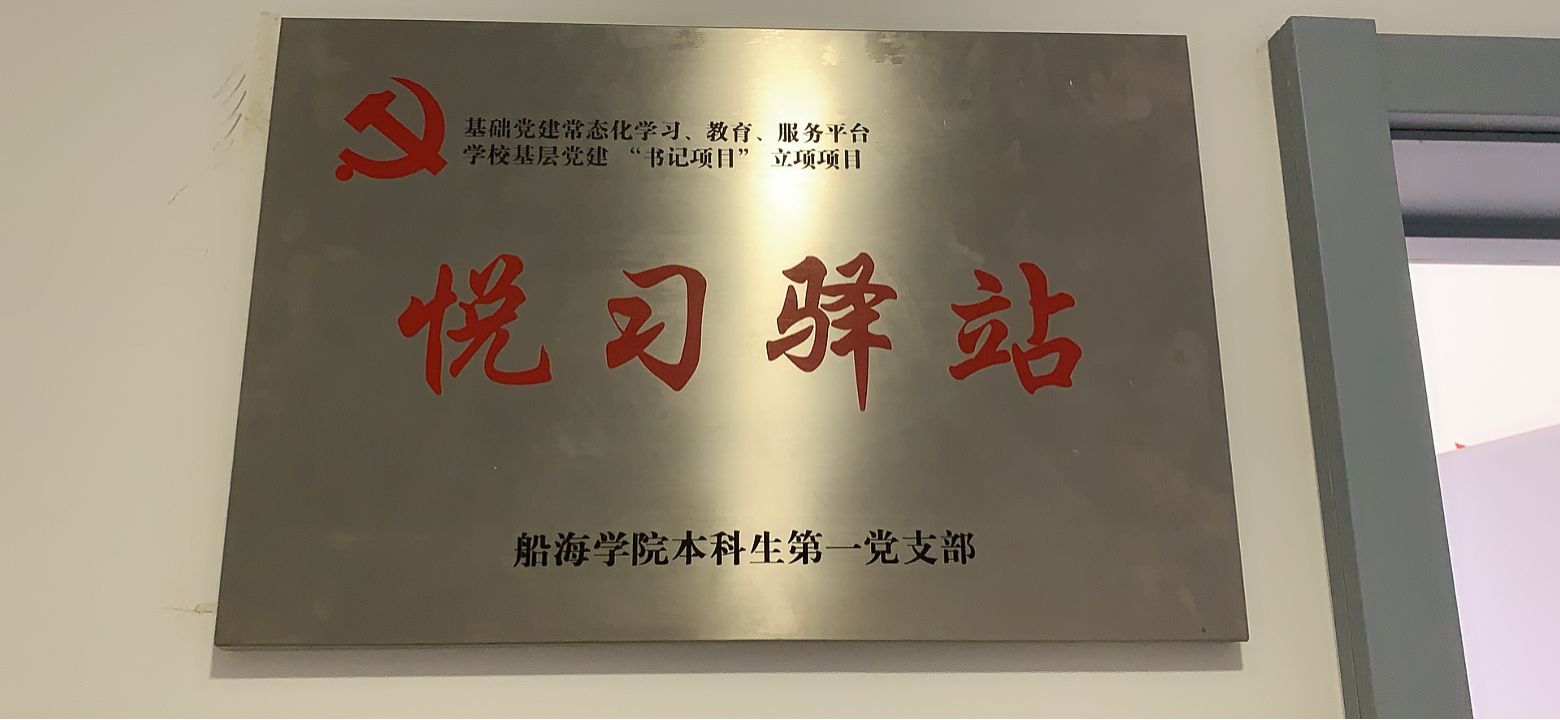 基础党建常态化学习、教育、服务平台
学校基层党建“书记项目”立项项目
悦习驿站
船海学院本科生第一党支部